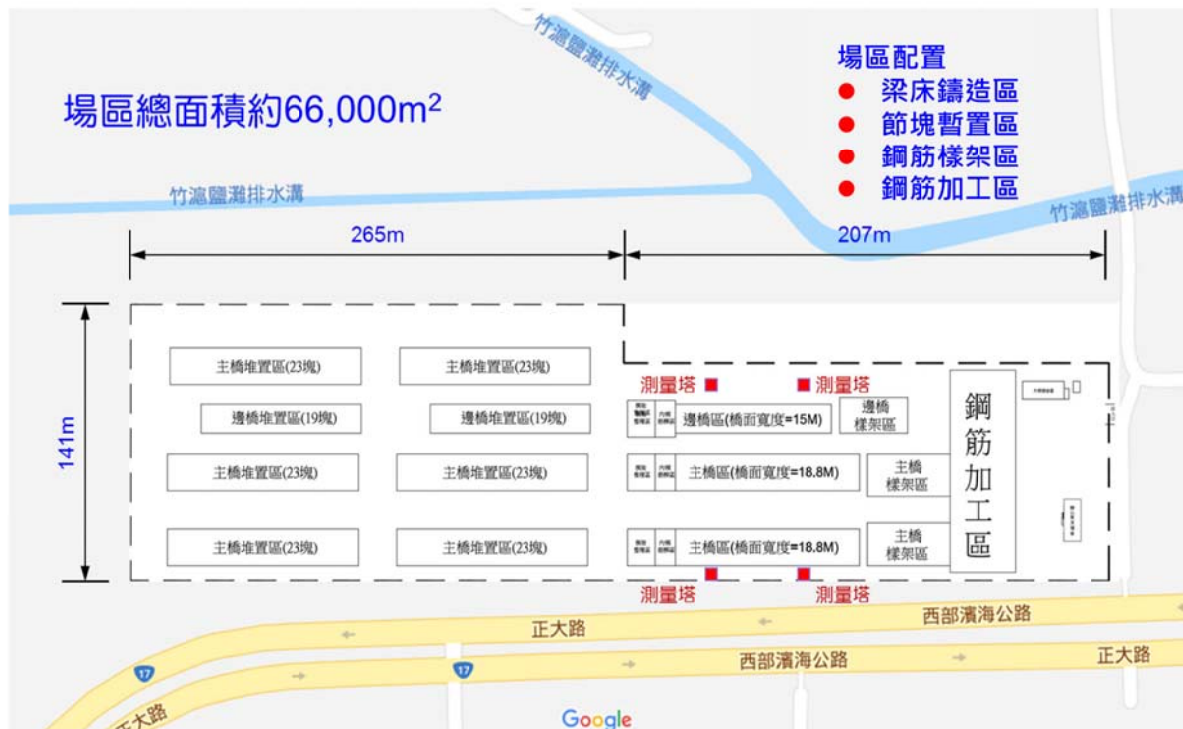 竹滬鹽灘排水溝
場區總面積約66,000m²
場區配置
梁床鑄造區
節塊暫置區
鋼筋樣架區
鋼筋加工區
竹滬鹽灘排水溝
竹滬鹽灘排水溝
265m
207m
141m
主橋堆置區(23塊)
主橋堆置區(23塊)
測量塔
測量塔
邊橋堆置區(19塊)
邊橋堆置區(19塊)
邊橋區(橋面寬度=15M)
邊橋
樣架區
主橋堆置區(23塊)
主橋堆置區(23塊)
主橋區(橋面寬度=18.8M)
主橋
樣架區
鋼筋加工區
主橋堆置區(23塊)
主橋堆置區(23塊)
主橋區(橋面寬度=18.8M)
主橋
樣架區
測量塔
測量塔
正大路
西部濱海公路
17
17
西部濱海公路
正大路
正大路
Google